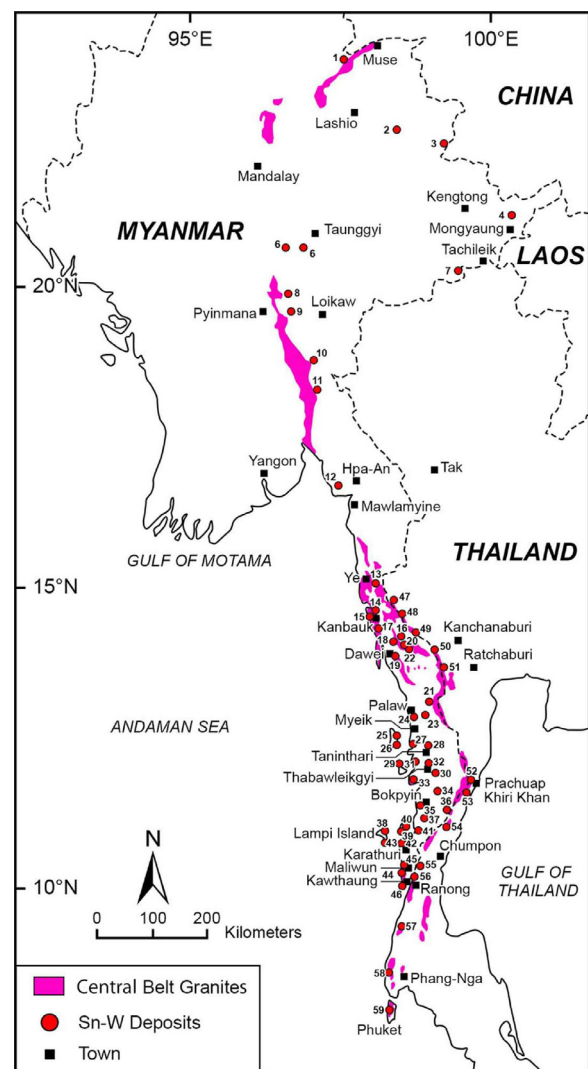 95°E
100°E
1
Muse
CHINA
Lashio
2
3
Mandalay
Kengtong
4
MYANMAR
Taunggyi
Mongyaung
6
6
Tachileik
LAOS
7
20°N
8
Pyinmana
9
Loikaw
10
11
Yangon
Hpa-An
Tak
12
Mawlamyine
GULF OF MOTAMA
THAILAND
15°N
Ye
13
47
14
48
15
Kanbauk
17
16
49
Kanchanaburi
18
20
50
Dawei
22
19
51
Ratchaburi
21
Palaw
24
23
ANDAMAN SEA
Myeik
25
26
27
28
Taninthari
29
31
32
52
Thabawleikgyi
30
33
Prachuap
Khiri Khan
53
Bokpyin
34
36
35
37
38
40
54
Lampi Island
39
41
43
42
Chumpon
Karathuri
45
55
GULF OF
THAILAND
10°N
Maliwun
44
56
Kawthaung
Ranong
46
N
0
100
200
Kilometers
57
58
Phang-Nga
59
Phuket
Central Belt Granites
Sn-W Deposits
Town